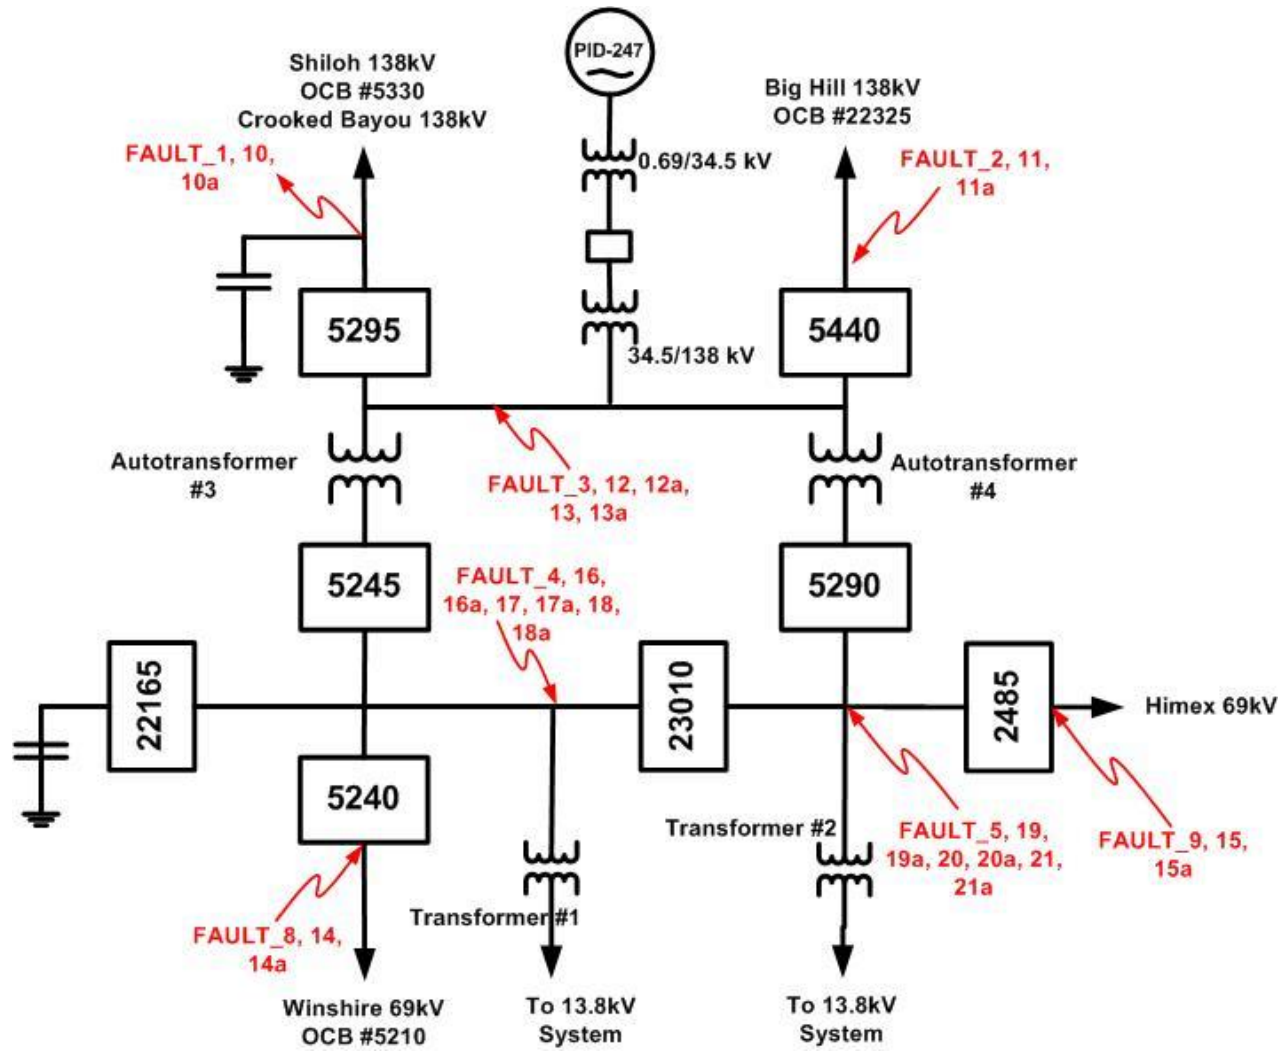 PID-247
Shiloh 138kV
OCB #5330
Crooked Bayou 138kV
Big Hill 138kV
OCB #22325
FAULT_1, 10,
10a
0.69/34.5 kV
FAULT_2, 11,
11a
5295
5440
34.5/138 kV
Autotransformer
#3
FAULT_3, 12, 12a,
13, 13a
Autotransformer
#4
5245
FAULT_4, 16,
16a, 17, 17a, 18,
18a
5290
22165
23010
2485
Himex 69kV
5240
Transformer #2
FAULT_5, 19,
19a, 20, 20a, 21,
21a
FAULT_9, 15,
15a
Transformer #1
FAULT_8, 14,
14a
Winshire 69kV
OCB #5210
To 13.8kV
System
To 13.8kV
System